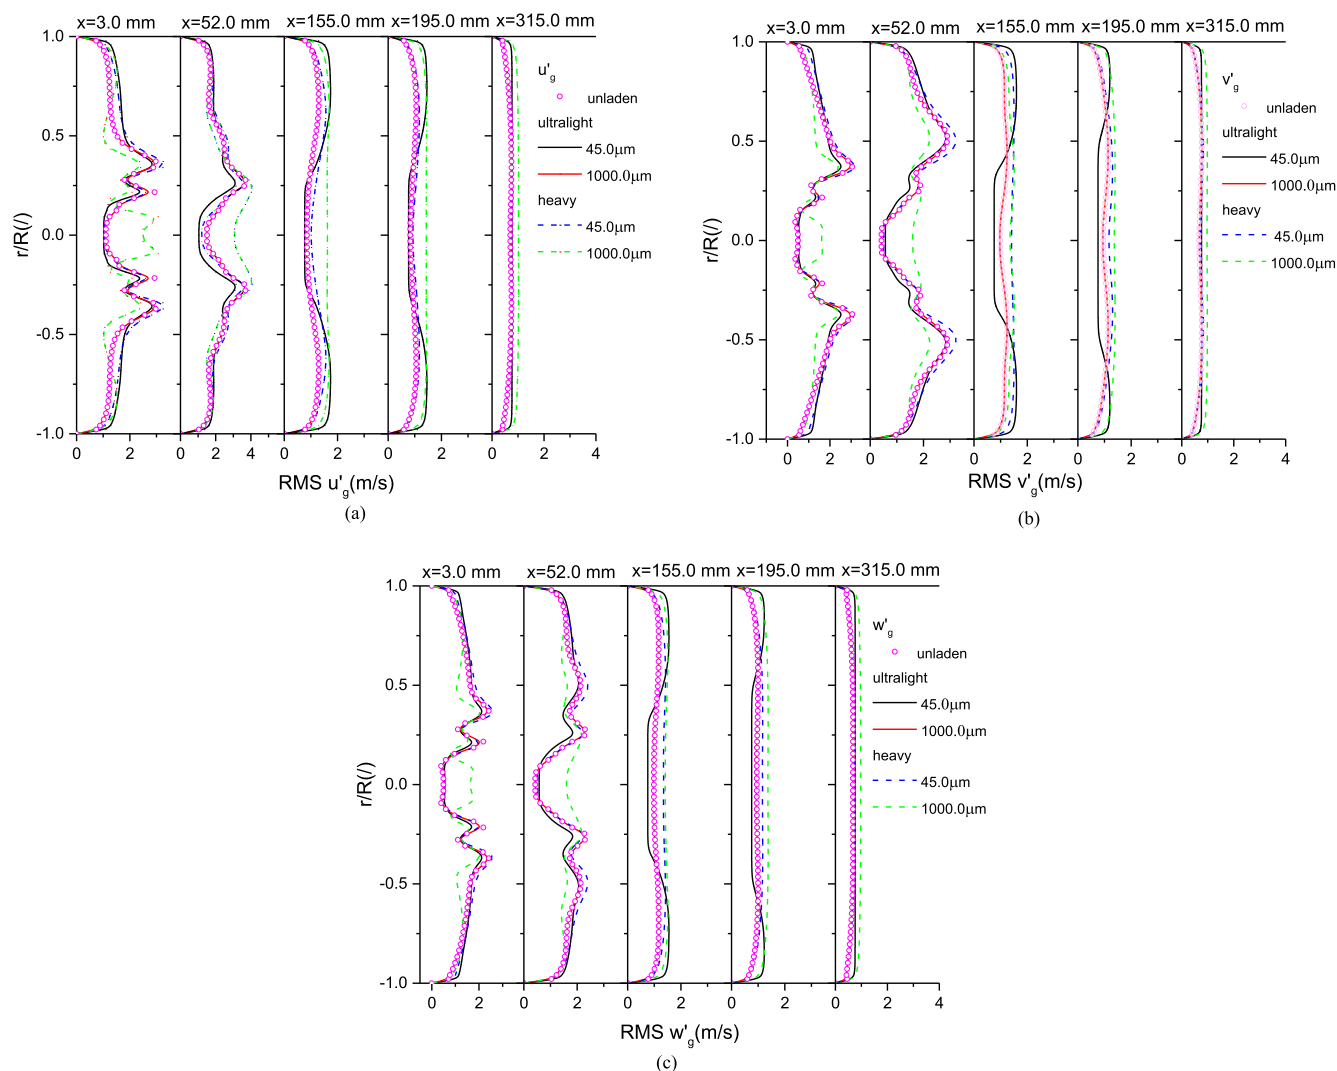 x=3.0 mm x=52.0 mm x=155.0 mm x=195.0 mm x=315.0 mm
1.0
0.5
0.0
-0.5
-1.0
r/R(/)
u'g
unladen
ultralight
45.0μm
1000.0μm
heavy
45.0μm
1000.0μm
0 2 0 2 4 0 2 0 2 0 2 4
RMS u'g(m/s)
(a)
x=3.0 mm x=52.0 mm x=155.0 mm x=195.0 mm x=315.0 mm
1.0
0.5
0.0
-0.5
-1.0
r/R(/)
v'g
unladen
ultralight
45.0μm
1000.0μm
heavy
45.0μm
1000.0μm
0 2 0 2 4 0 2 0 2 0 2 4
RMS v'g(m/s)
(b)
x=3.0 mm x=52.0 mm x=155.0 mm x=195.0 mm x=315.0 mm
1.0
0.5
0.0
-0.5
-1.0
r/R(/)
w'g
unladen
ultralight
45.0μm
1000.0μm
heavy
45.0μm
1000.0μm
0 2 0 2 0 2 0 2 0 2 4
RMS w'g(m/s)
(c)